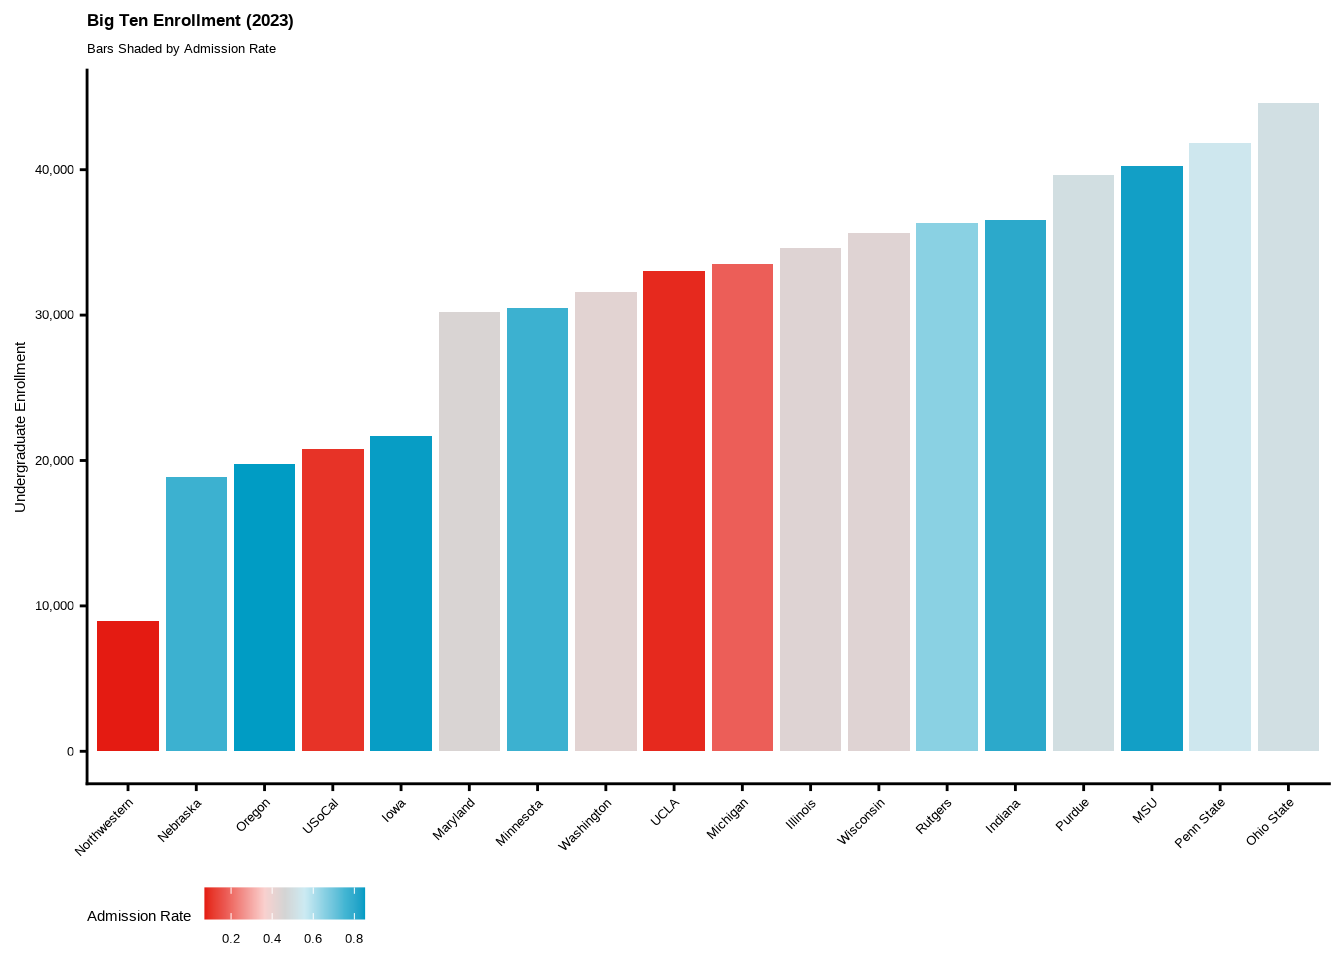 Big Ten Enrollment (2023)
Bars Shaded by Admission Rate
Undergraduate Enrollment
40,000
30,000
20,000
10,000
0
Northwestern
Nebraska
Oregon
USoCal
Iowa
Maryland
Minnesota
Washington
UCLA
Michigan
Illinois
Wisconsin
Rutgers
Indiana
Purdue
MSU
Penn State
Ohio State
Admission Rate
0.2 0.4 0.6 0.8